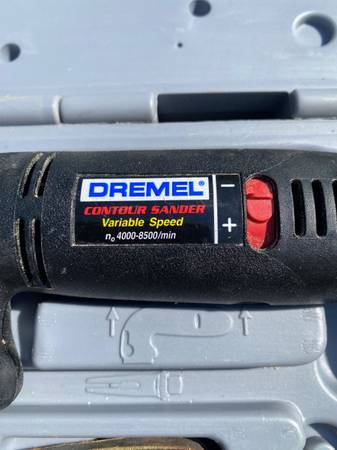 DREMEL®
CONTOUR SANDER
Variable Speed
n₀ 4000-8500/min
−
+